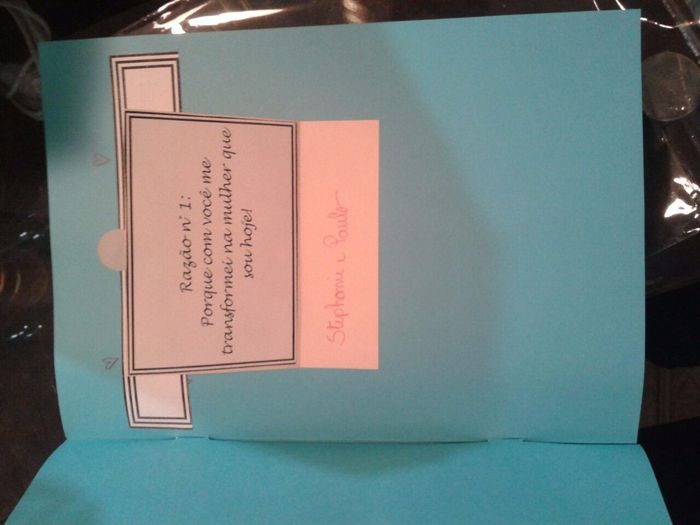 Razão nº 1:
Porque com você me
transformei na mulher que
sou hoje!
Stephanie e Paulo